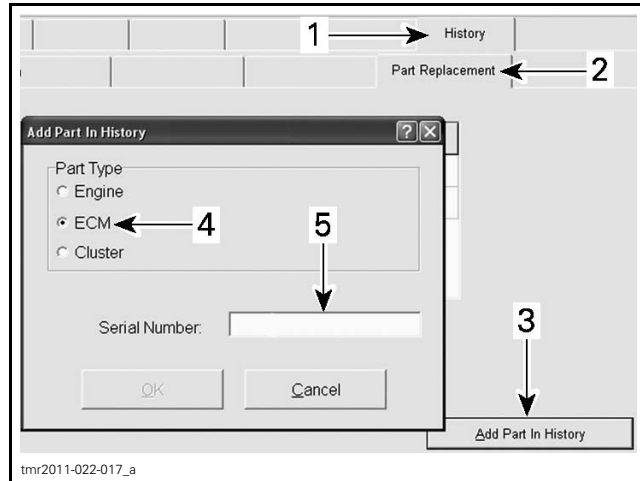 1
History
Part Replacement
2
Add Part In History
Part Type
Engine
ECM
4
5
Cluster
Serial Number:
3
OK
Cancel
Add Part In History
tmr2011-022-017_a